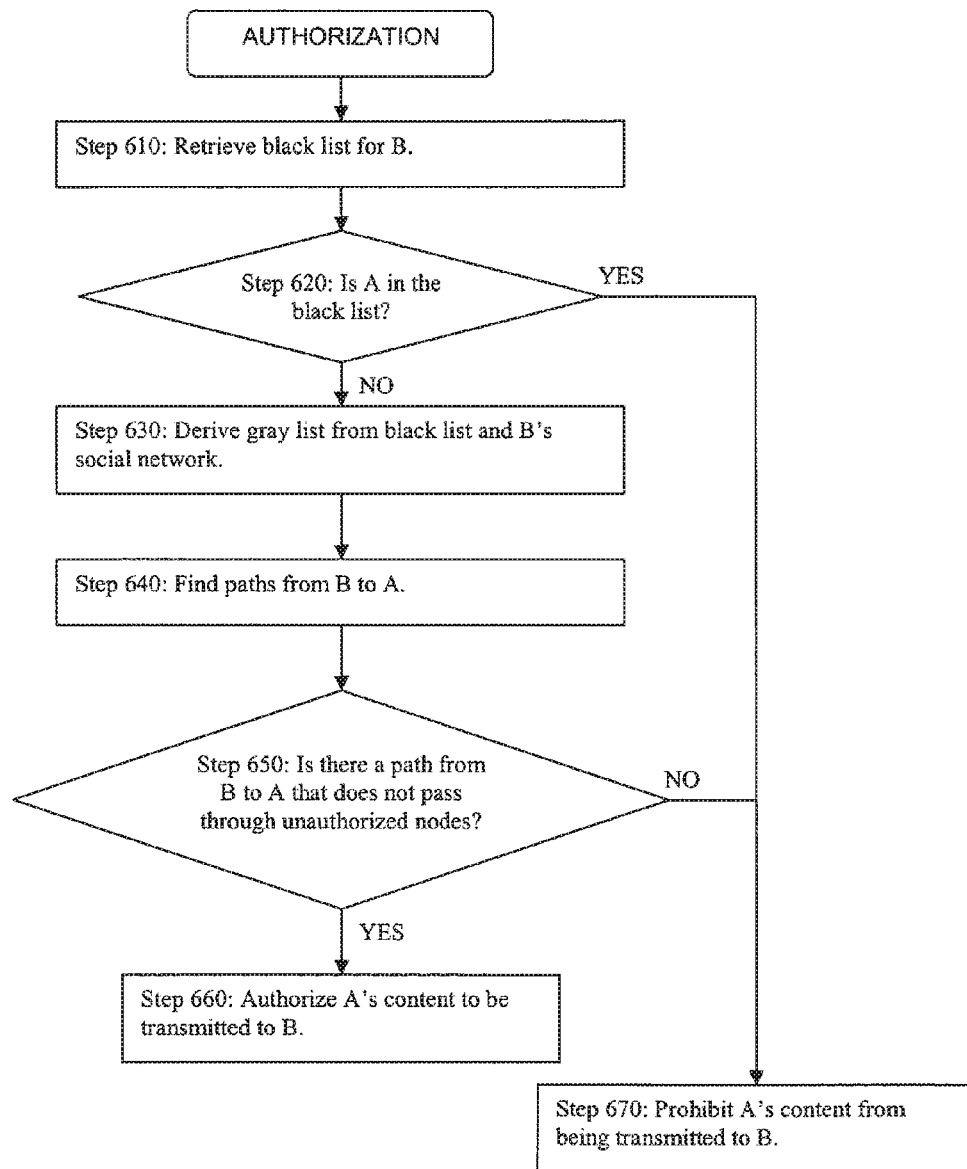 AUTHORIZATION
Step 610: Retrieve black list for B.
Step 620: Is A in the
black list?
YES
NO
Step 630: Derive gray list from black list and B's
social network.
Step 640: Find paths from B to A.
Step 650: Is there a path from
B to A that does not pass
through unauthorized nodes?
NO
YES
Step 660: Authorize A's content to be
transmitted to B.
Step 670: Prohibit A's content from
being transmitted to B.